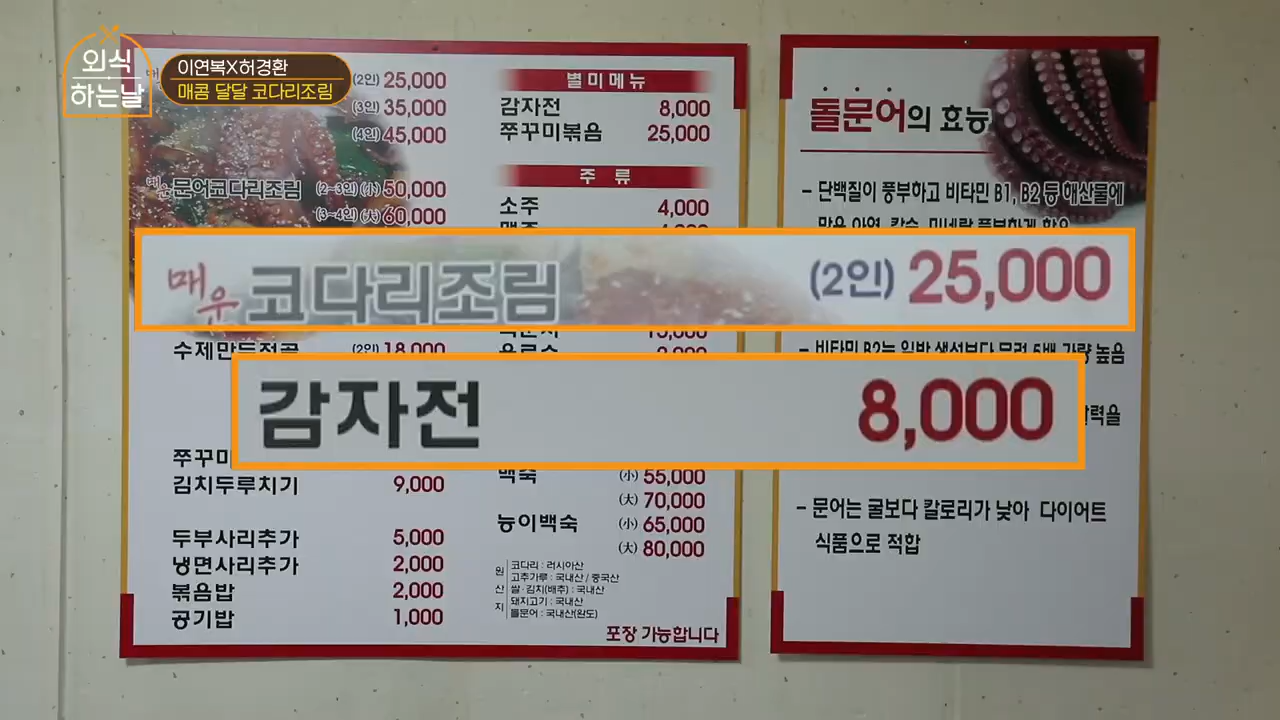 외식
하는날
이연복X허경환
매콤 달달 코다리조림
(2인) 25,000
(3인) 35,000
(4인) 45,000
매운 문어코다리조림 (2~3인) (小) 50,000
(3~4인) (大) 60,000
별미메뉴
감자전 8,000
쭈꾸미볶음 25,000
주 류
소주 4,000
매운 코다리조림 (2인) 25,000
수제만두전골 (2인) 18,000
감자전 8,000
김치두루치기 9,000
두부사리추가 5,000
냉면사리추가 2,000
볶음밥 2,000
공기밥 1,000
백숙 (小) 55,000
(大) 70,000
능이백숙 (小) 65,000
(大) 80,000
원산지
코다리 : 러시아산
고추가루 : 국내산 / 중국산
쌀·김치(배추) : 국내산
돼지고기 : 국내산
돌문어 : 국내산(완도)
포장 가능합니다
돌문어의 효능
- 단백질이 풍부하고 비타민 B1, B2 등 해산물에
- 비타민 B2는 일반 생선보다 무려 5배 가량 높음
- 문어는 굴보다 칼로리가 낮아 다이어트
식품으로 적합